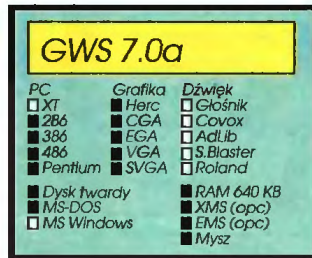 GWS 7.0a
PC Grafika Dźwięk
XT Herc Głośnik
286 CGA Covox
386 EGA AdLib
486 VGA S.Blaster
Pentium SVGA Roland
Dysk twardy RAM 640 KB
MS-DOS XMS (opc)
MS Windows EMS (opc)
Mysz